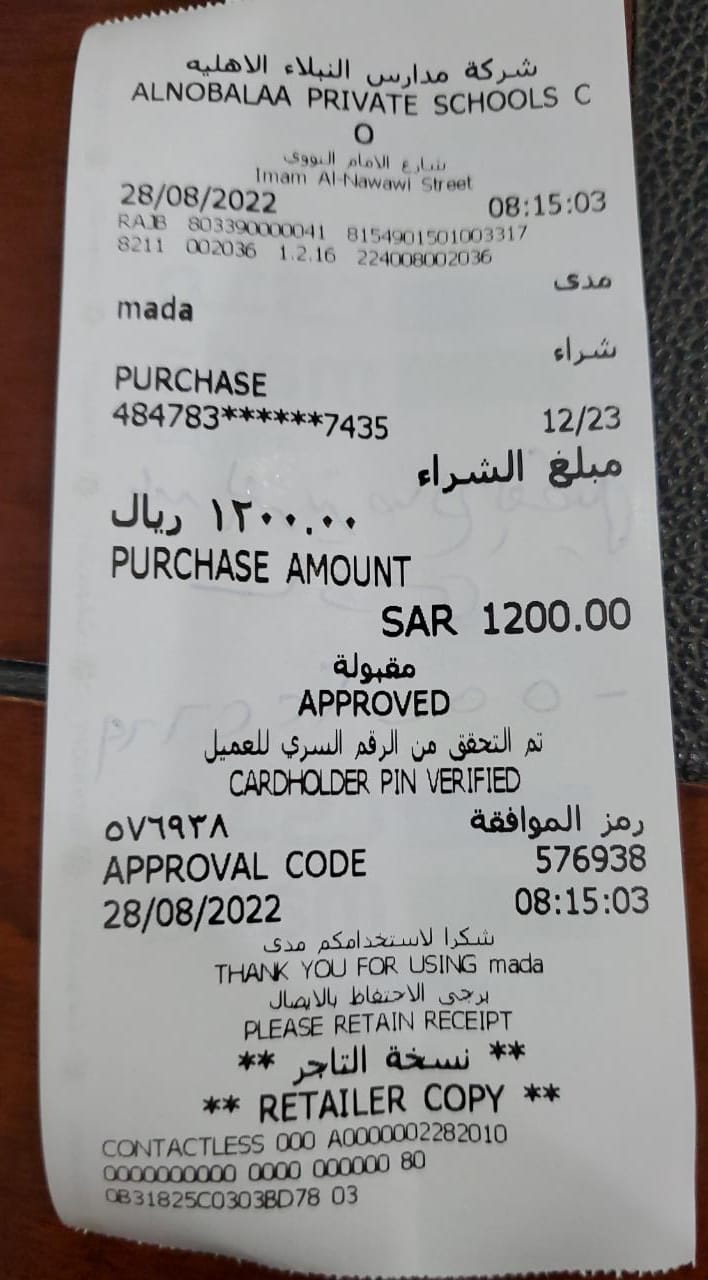 شركة مدارس النبلاء الاهليه
ALNOBALAA PRIVATE SCHOOLS C
O
شارع الامام النووي
Imam Al-Nawawi Street
28/08/2022 08:15:03
RAJB 803390000041 8154901501003317
8211 002036 1.2.16 224008002036
مدى
mada
شراء
PURCHASE
484783******7435 12/23
مبلغ الشراء
١٢٠٠.٠٠ ريال
PURCHASE AMOUNT
SAR 1200.00
مقبولة
APPROVED
تم التحقق من الرقم السري للعميل
CARDHOLDER PIN VERIFIED
رمز الموافقة ٥٧٦٩٣٨
APPROVAL CODE 576938
28/08/2022 08:15:03
شكرا لاستخدامكم مدى
THANK YOU FOR USING mada
يرجى الاحتفاظ بالايصال
PLEASE RETAIN RECEIPT
** نسخة التاجر **
** RETAILER COPY **
CONTACTLESS 000 A0000002282010
0000000000 0000 000000 80
0B31825C0303BD78 03